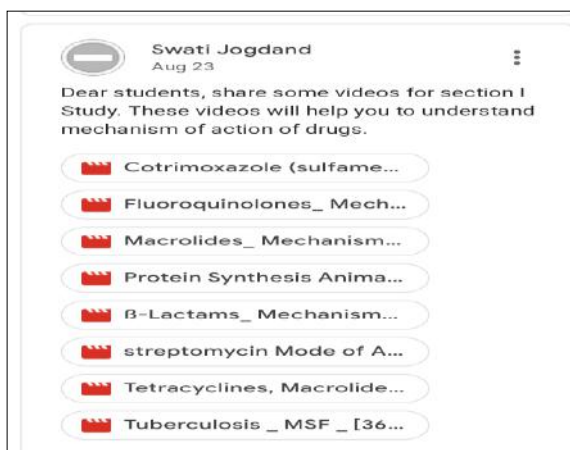 Swati Jogdand
Aug 23
Dear students, share some videos for section I
Study. These videos will help you to understand
mechanism of action of drugs.
Cotrimoxazole (sulfame...
Fluoroquinolones_ Mech...
Macrolides_ Mechanism...
Protein Synthesis Anima...
ß-Lactams_ Mechanism...
streptomycin Mode of A...
Tetracyclines, Macrolide...
Tuberculosis _ MSF _ [36...